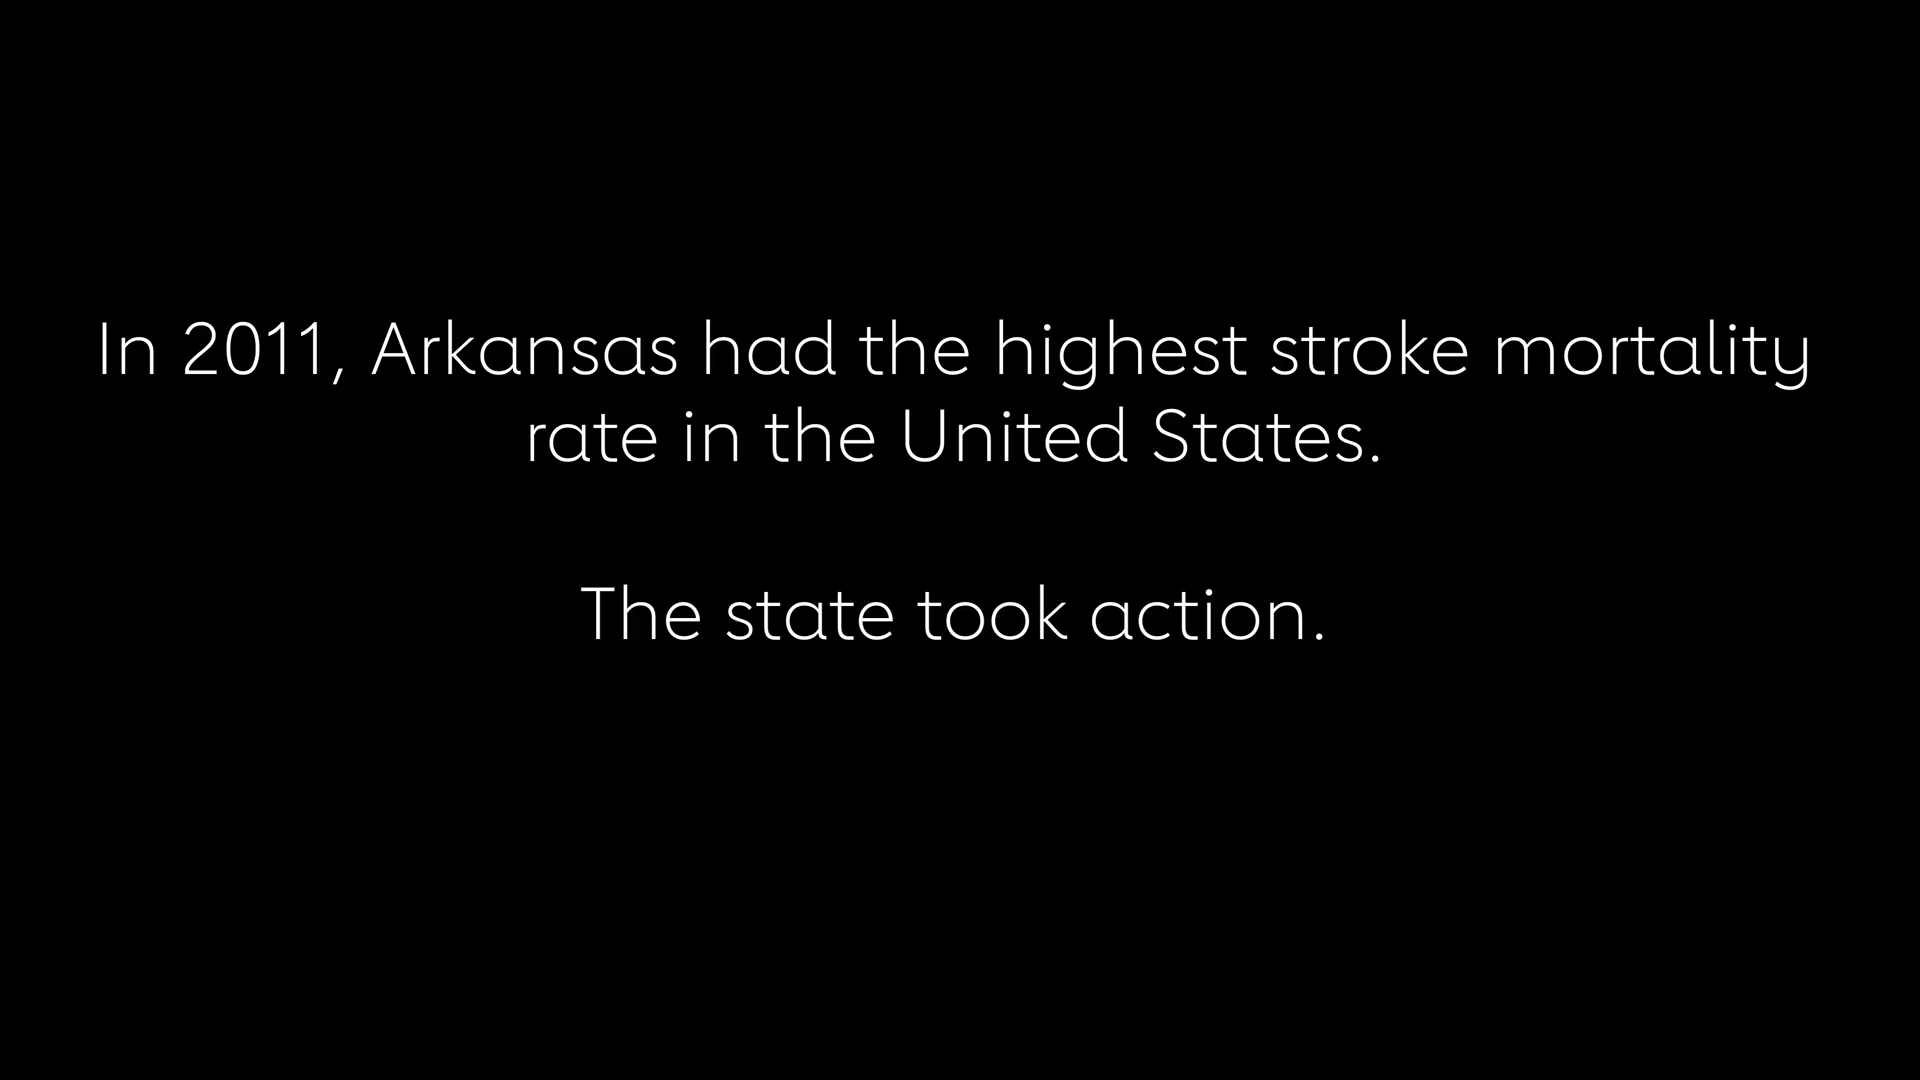 In 2011, Arkansas had the highest stroke mortality
rate in the United States.
The state took action.